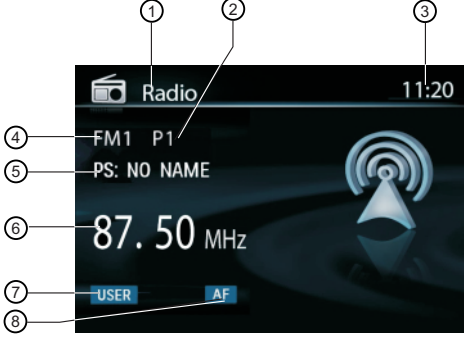 ① ② ③
Radio 11:20
④ FM1 P1
⑤ PS: NO NAME
⑥ 87. 50 MHz
⑦ USER AF
⑧